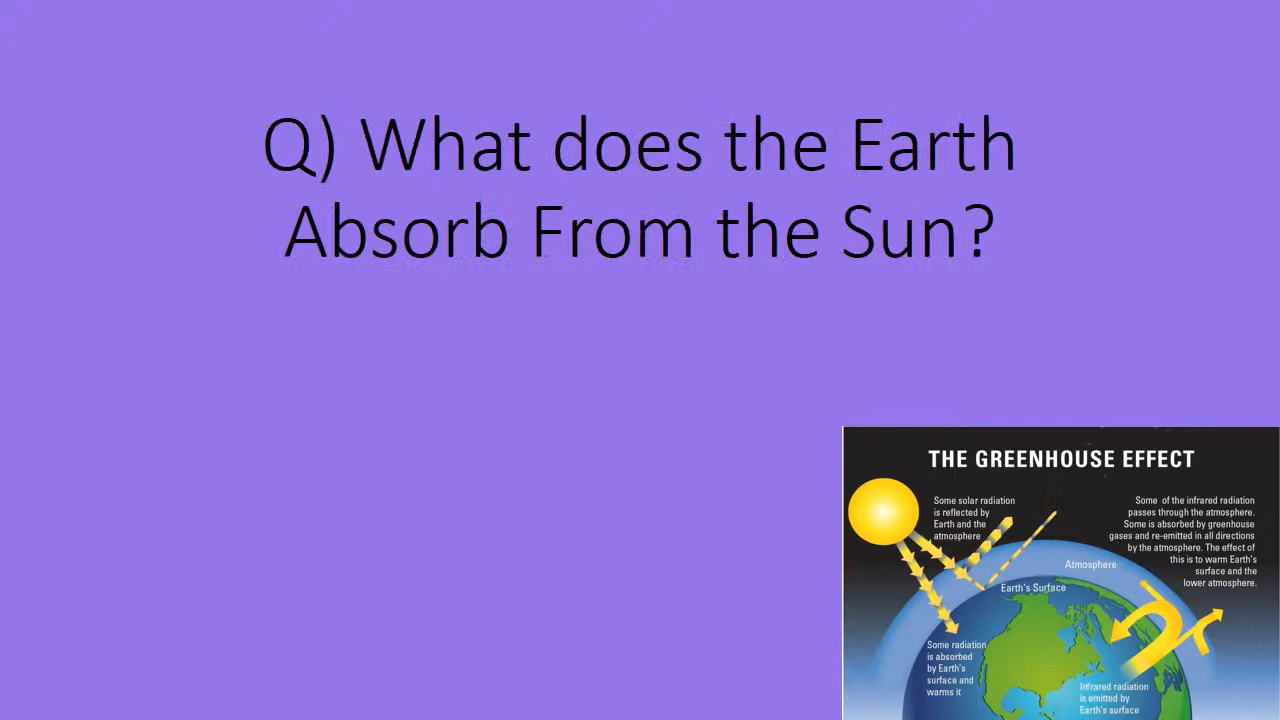 Q) What does the Earth
Absorb From the Sun?
THE GREENHOUSE EFFECT
Some solar radiation
is reflected by
Earth and the
atmosphere
Some of the infrared radiation
passes through the atmosphere.
Some is absorbed by greenhouse
gases and re-emitted in all directions
by the atmosphere. The effect of
this is to warm Earth's
surface and the
lower atmosphere.
Atmosphere
Earth's Surface
Some radiation
is absorbed
by Earth's
surface and
warms it
Infrared radiation
is emitted by
Earth's surface